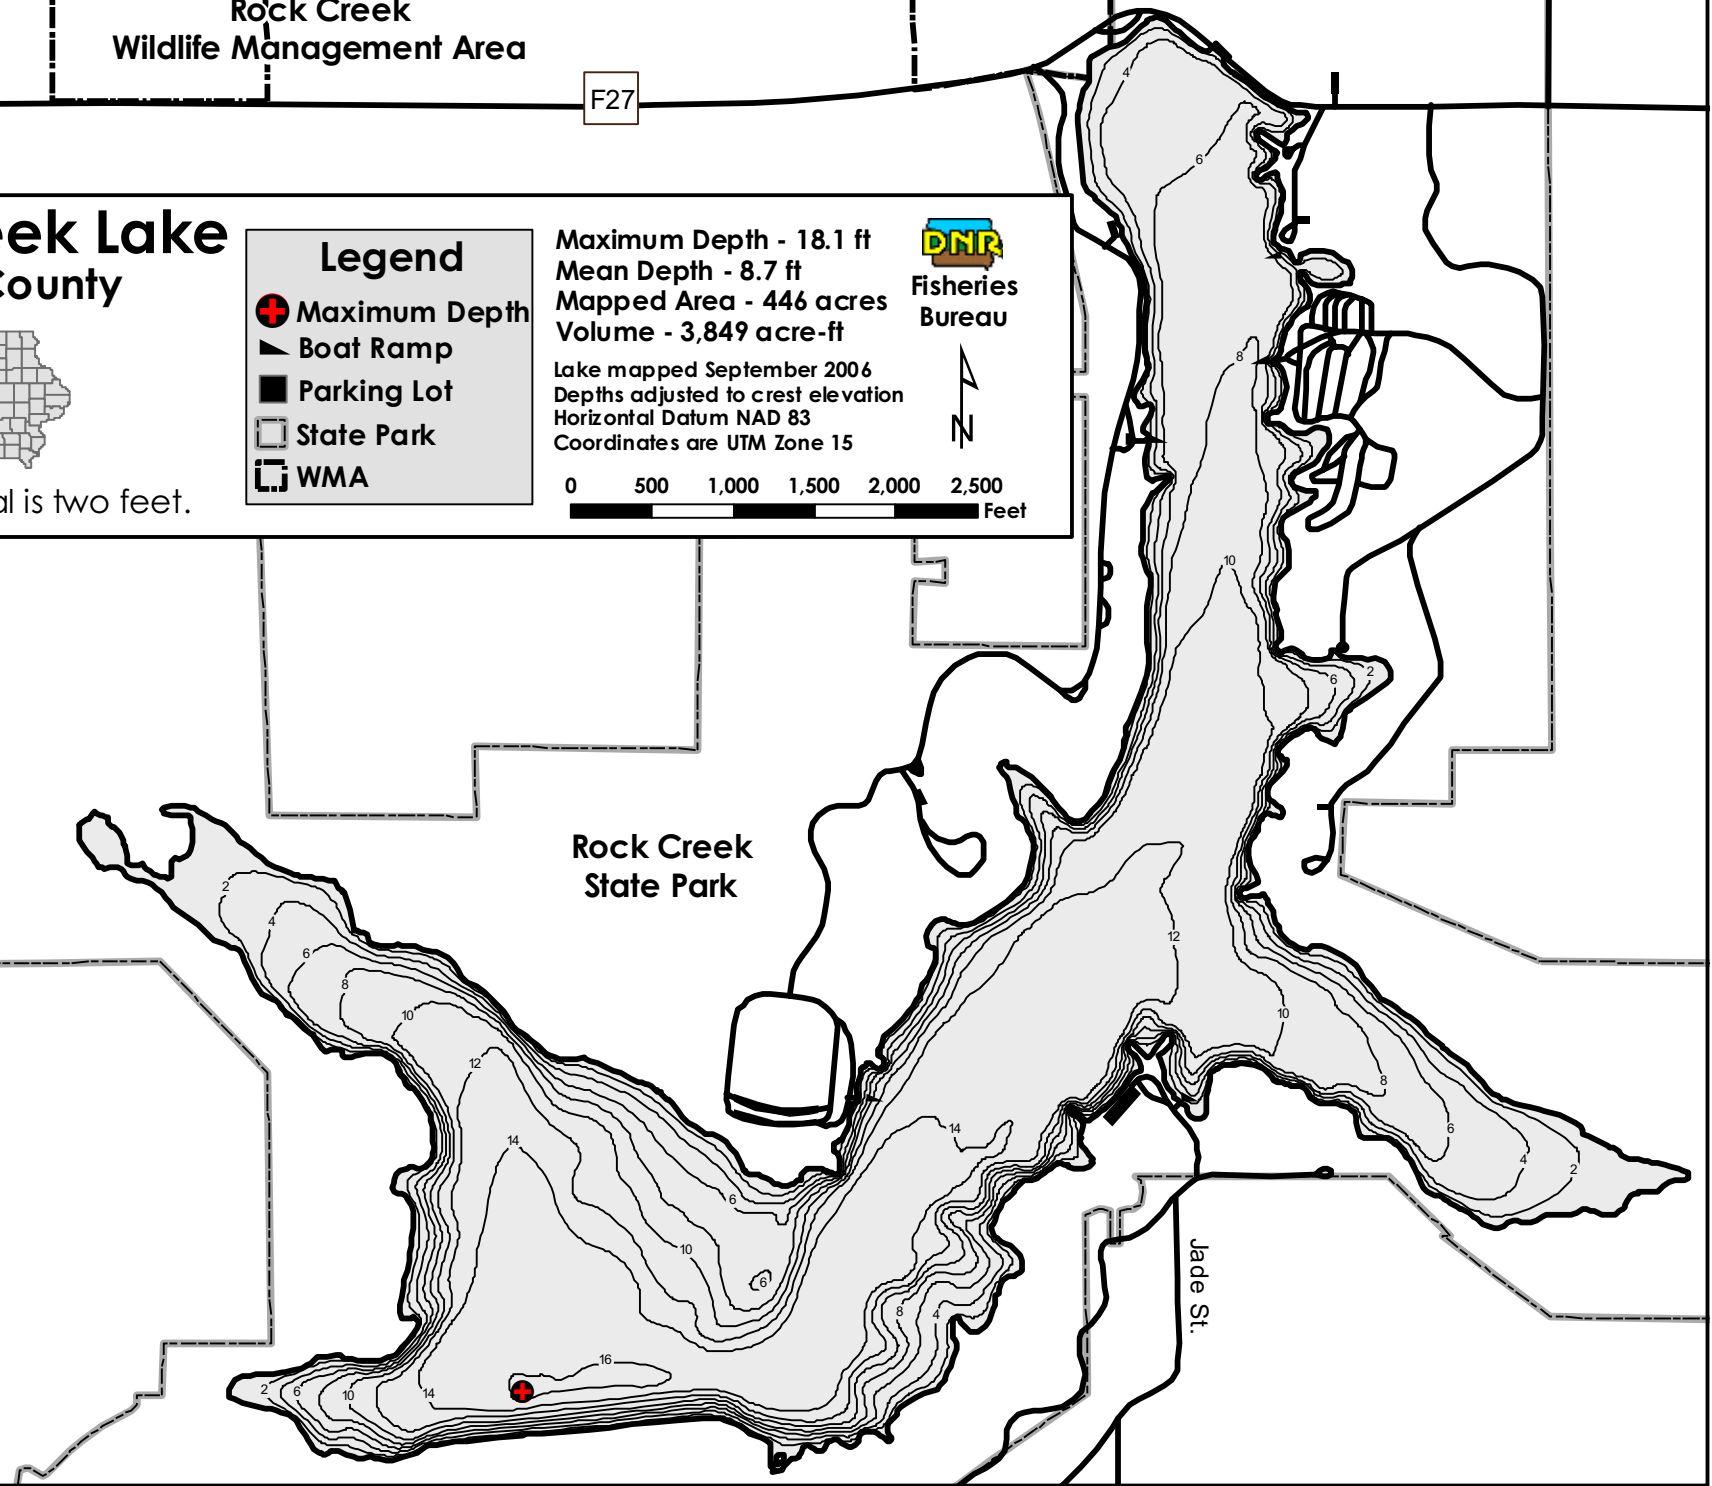 Rock Creek
Wildlife Management Area
F27
eek Lake
County
al is two feet.
Legend
Maximum Depth
Boat Ramp
Parking Lot
State Park
WMA
Maximum Depth - 18.1 ft
Mean Depth - 8.7 ft
Mapped Area - 446 acres
Volume - 3,849 acre-ft
Lake mapped September 2006
Depths adjusted to crest elevation
Horizontal Datum NAD 83
Coordinates are UTM Zone 15
0 500 1,000 1,500 2,000 2,500
Feet
DNR
Fisheries
Bureau
N
4
6
8
10
6 2
Rock Creek
State Park
2
4
6
8
10
12
14
12
10
8
6
4
2
14
6
10
6
8 4
16
2 6 10 14
Jade St.